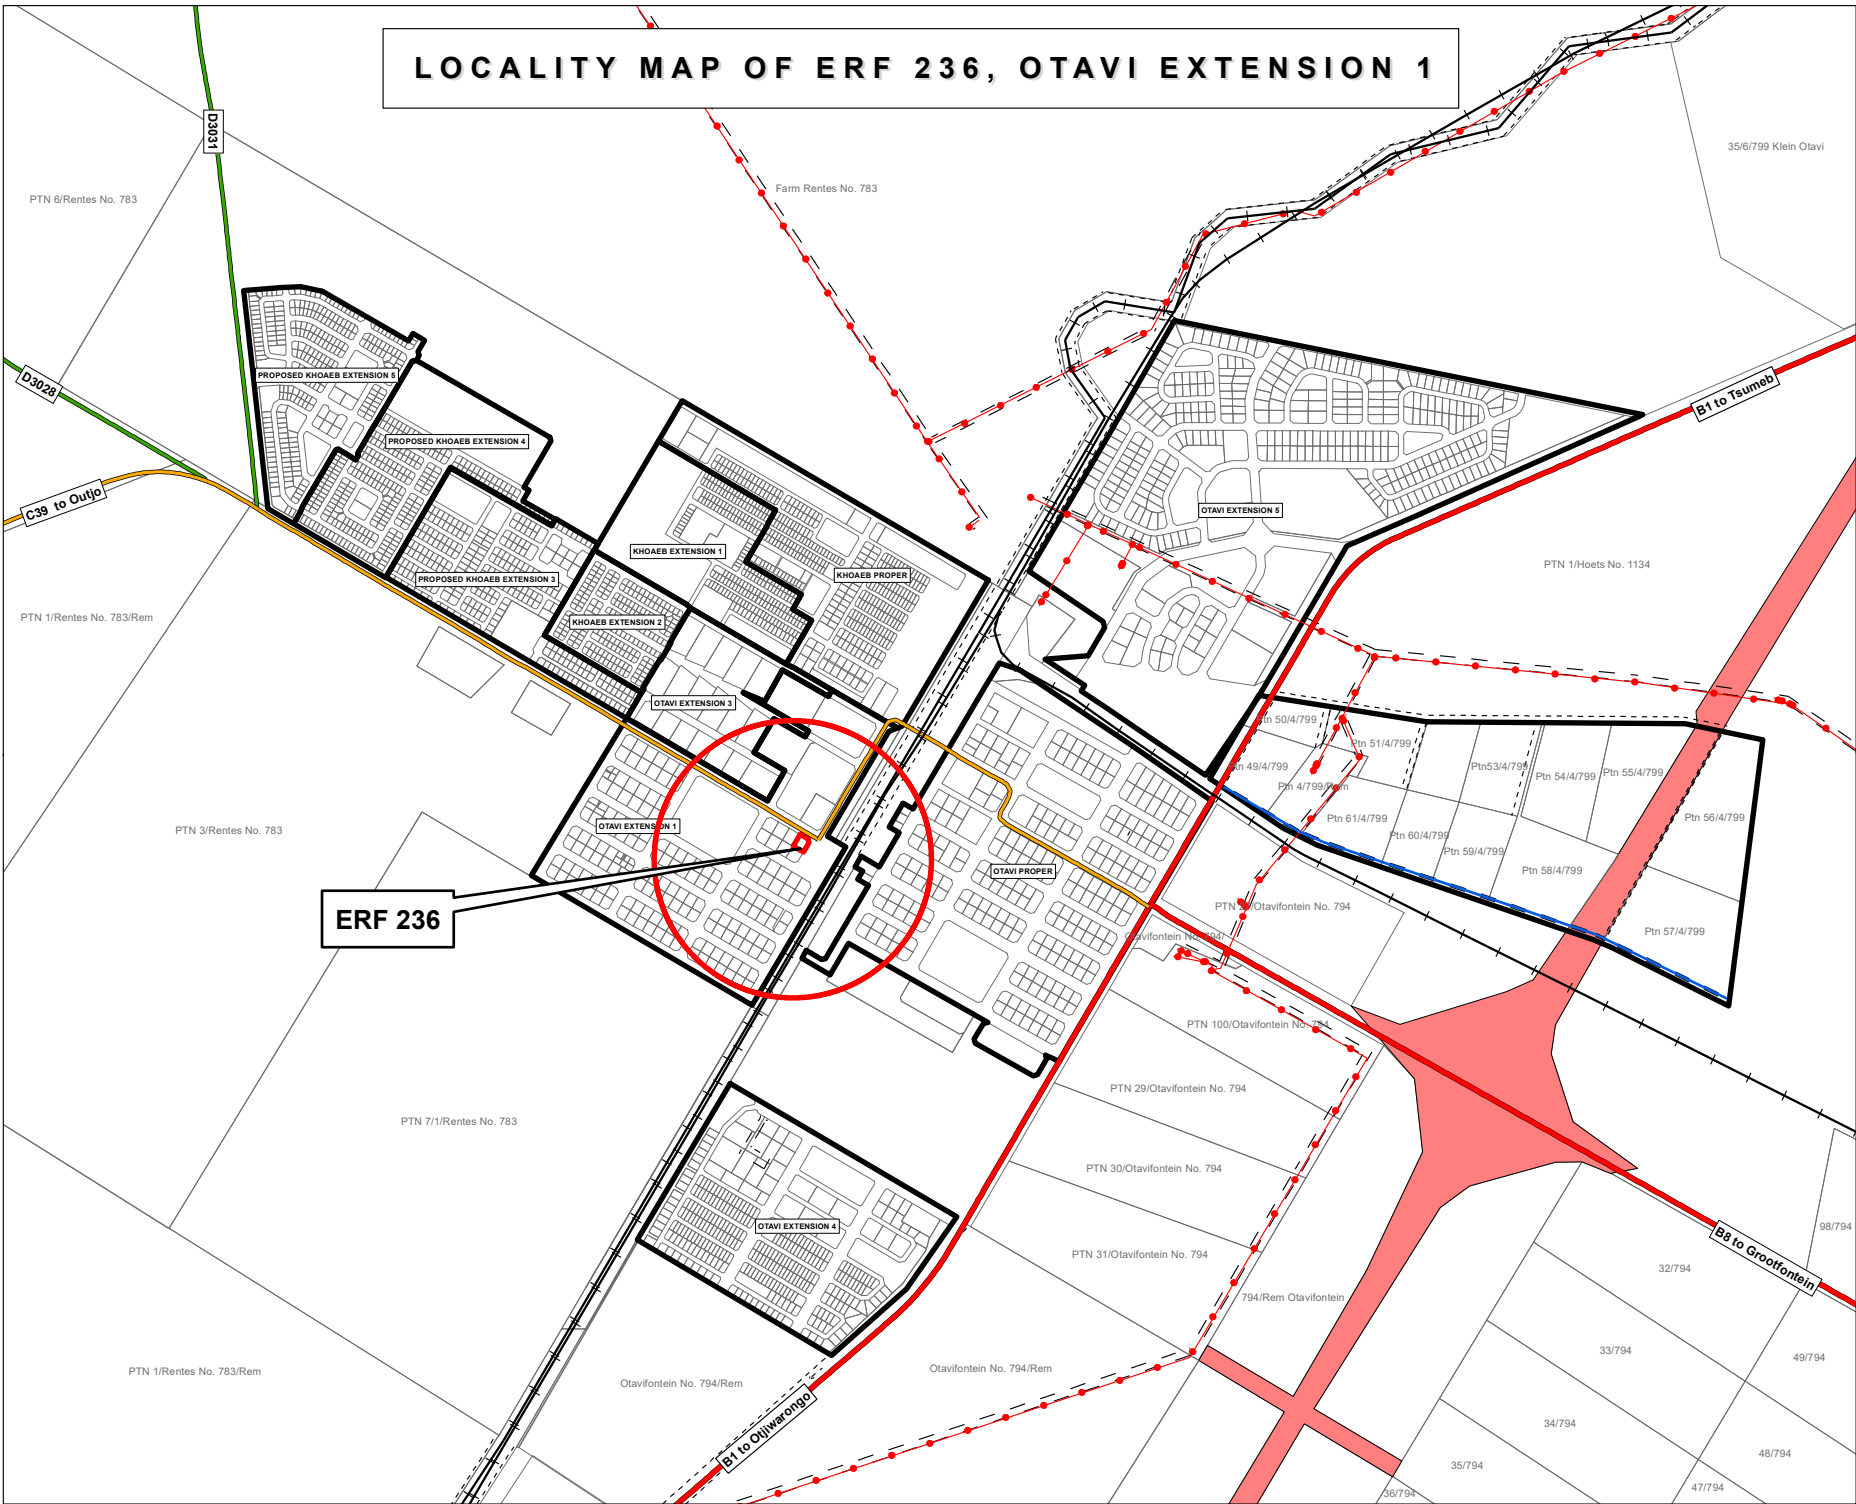 LOCALITY MAP OF ERF 236, OTAVI EXTENSION 1
D3031
35/6/799 Klein Otavi
Farm Rentes No. 783
PTN 6/Rentes No. 783
D3028
PROPOSED KHOAEB EXTENSION 5
B1 to Tsumeb
PROPOSED KHOAEB EXTENSION 4
C39 to Outjo
OTAVI EXTENSION 5
KHOAEB EXTENSION 1
PTN 1/Hoets No. 1134
KHOAEB PROPER
PROPOSED KHOAEB EXTENSION 3
PTN 1/Rentes No. 783/Rem
KHOAEB EXTENSION 2
OTAVI EXTENSION 3
Ptn 50/4/799
Ptn 51/4/799
Ptn 49/4/799
Ptn53/4/799
Ptn 54/4/799
Ptn 55/4/799
Ptn 4/799/Rem
Ptn 61/4/799
Ptn 56/4/799
OTAVI EXTENSION 1
PTN 3/Rentes No. 783
Ptn 60/4/799
Ptn 59/4/799
OTAVI PROPER
Ptn 58/4/799
ERF 236
/Otavifontein No. 794
Otavifontein No. 794/
Ptn 57/4/799
PTN 100/Otavifontein No. 794
PTN 29/Otavifontein No. 794
PTN 7/1/Rentes No. 783
PTN 30/Otavifontein No. 794
OTAVI EXTENSION 4
98/794
PTN 31/Otavifontein No. 794
B8 to Grootfontein
32/794
794/Rem Otavifontein
33/794
49/794
PTN 1/Rentes No. 783/Rem
Otavifontein No. 794/Rem
Otavifontein No. 794/Rem
B1 to Otjiwarongo
34/794
48/794
35/794
47/794
36/794